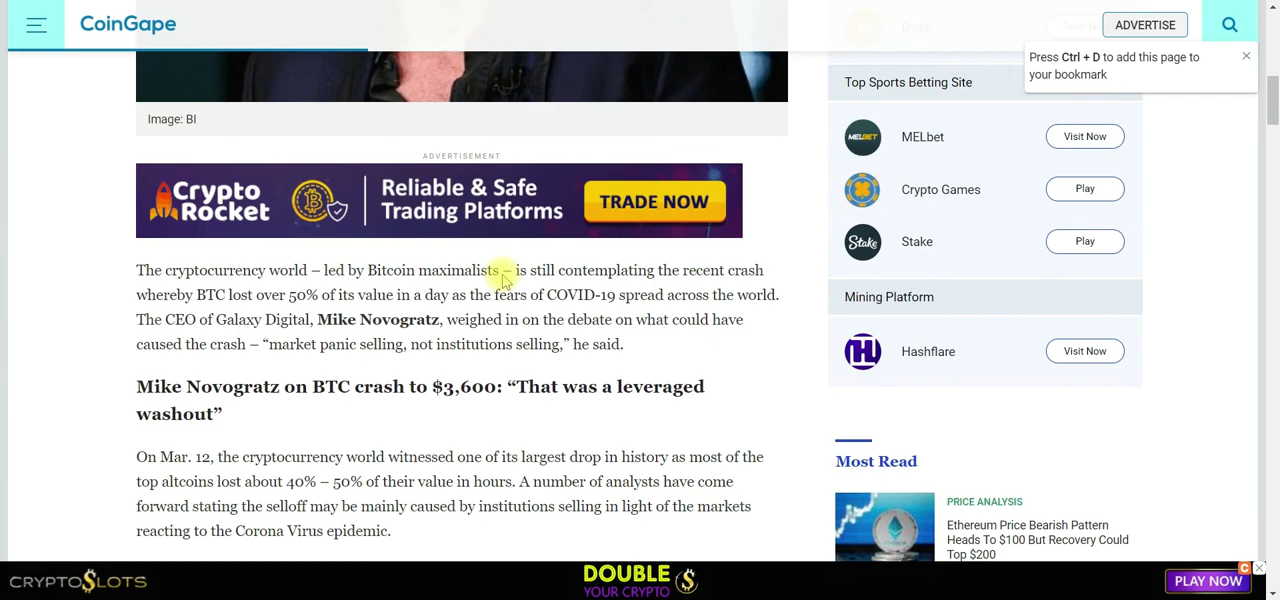 CoinGape
ADVERTISE
Press Ctrl + D to add this page to
your bookmark
Image: BI
ADVERTISEMENT
Crypto
Rocket
Reliable & Safe
Trading Platforms
TRADE NOW
The cryptocurrency world – led by Bitcoin maximalists – is still contemplating the recent crash
whereby BTC lost over 50% of its value in a day as the fears of COVID-19 spread across the world.
The CEO of Galaxy Digital, Mike Novogratz, weighed in on the debate on what could have
caused the crash – “market panic selling, not institutions selling,” he said.
Mike Novogratz on BTC crash to $3,600: “That was a leveraged
washout”
On Mar. 12, the cryptocurrency world witnessed one of its largest drop in history as most of the
top altcoins lost about 40% – 50% of their value in hours. A number of analysts have come
forward stating the selloff may be mainly caused by institutions selling in light of the markets
reacting to the Corona Virus epidemic.
Top Sports Betting Site
MELBET
MELbet
Visit Now
Crypto Games
Play
Stake
Stake
Play
Mining Platform
Hashflare
Visit Now
Most Read
PRICE ANALYSIS
Ethereum Price Bearish Pattern
Heads To $100 But Recovery Could
Top $200
CRYPTO$LOTS
DOUBLE
YOUR CRYPTO
PLAY NOW